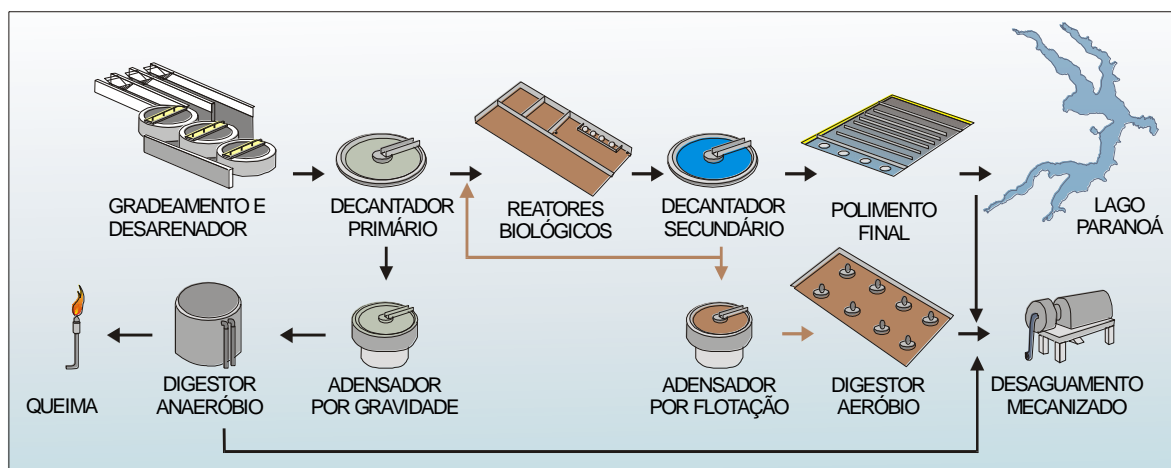 GRADEAMENTO E
DESARENADOR
DECANTADOR
PRIMÁRIO
REATORES
BIOLÓGICOS
DECANTADOR
SECUNDÁRIO
POLIMENTO
FINAL
LAGO
PARANOÁ
QUEIMA
DIGESTOR
ANAERÓBIO
ADENSADOR
POR GRAVIDADE
ADENSADOR
POR FLOTAÇÃO
DIGESTOR
AERÓBIO
DESAGUAMENTO
MECANIZADO